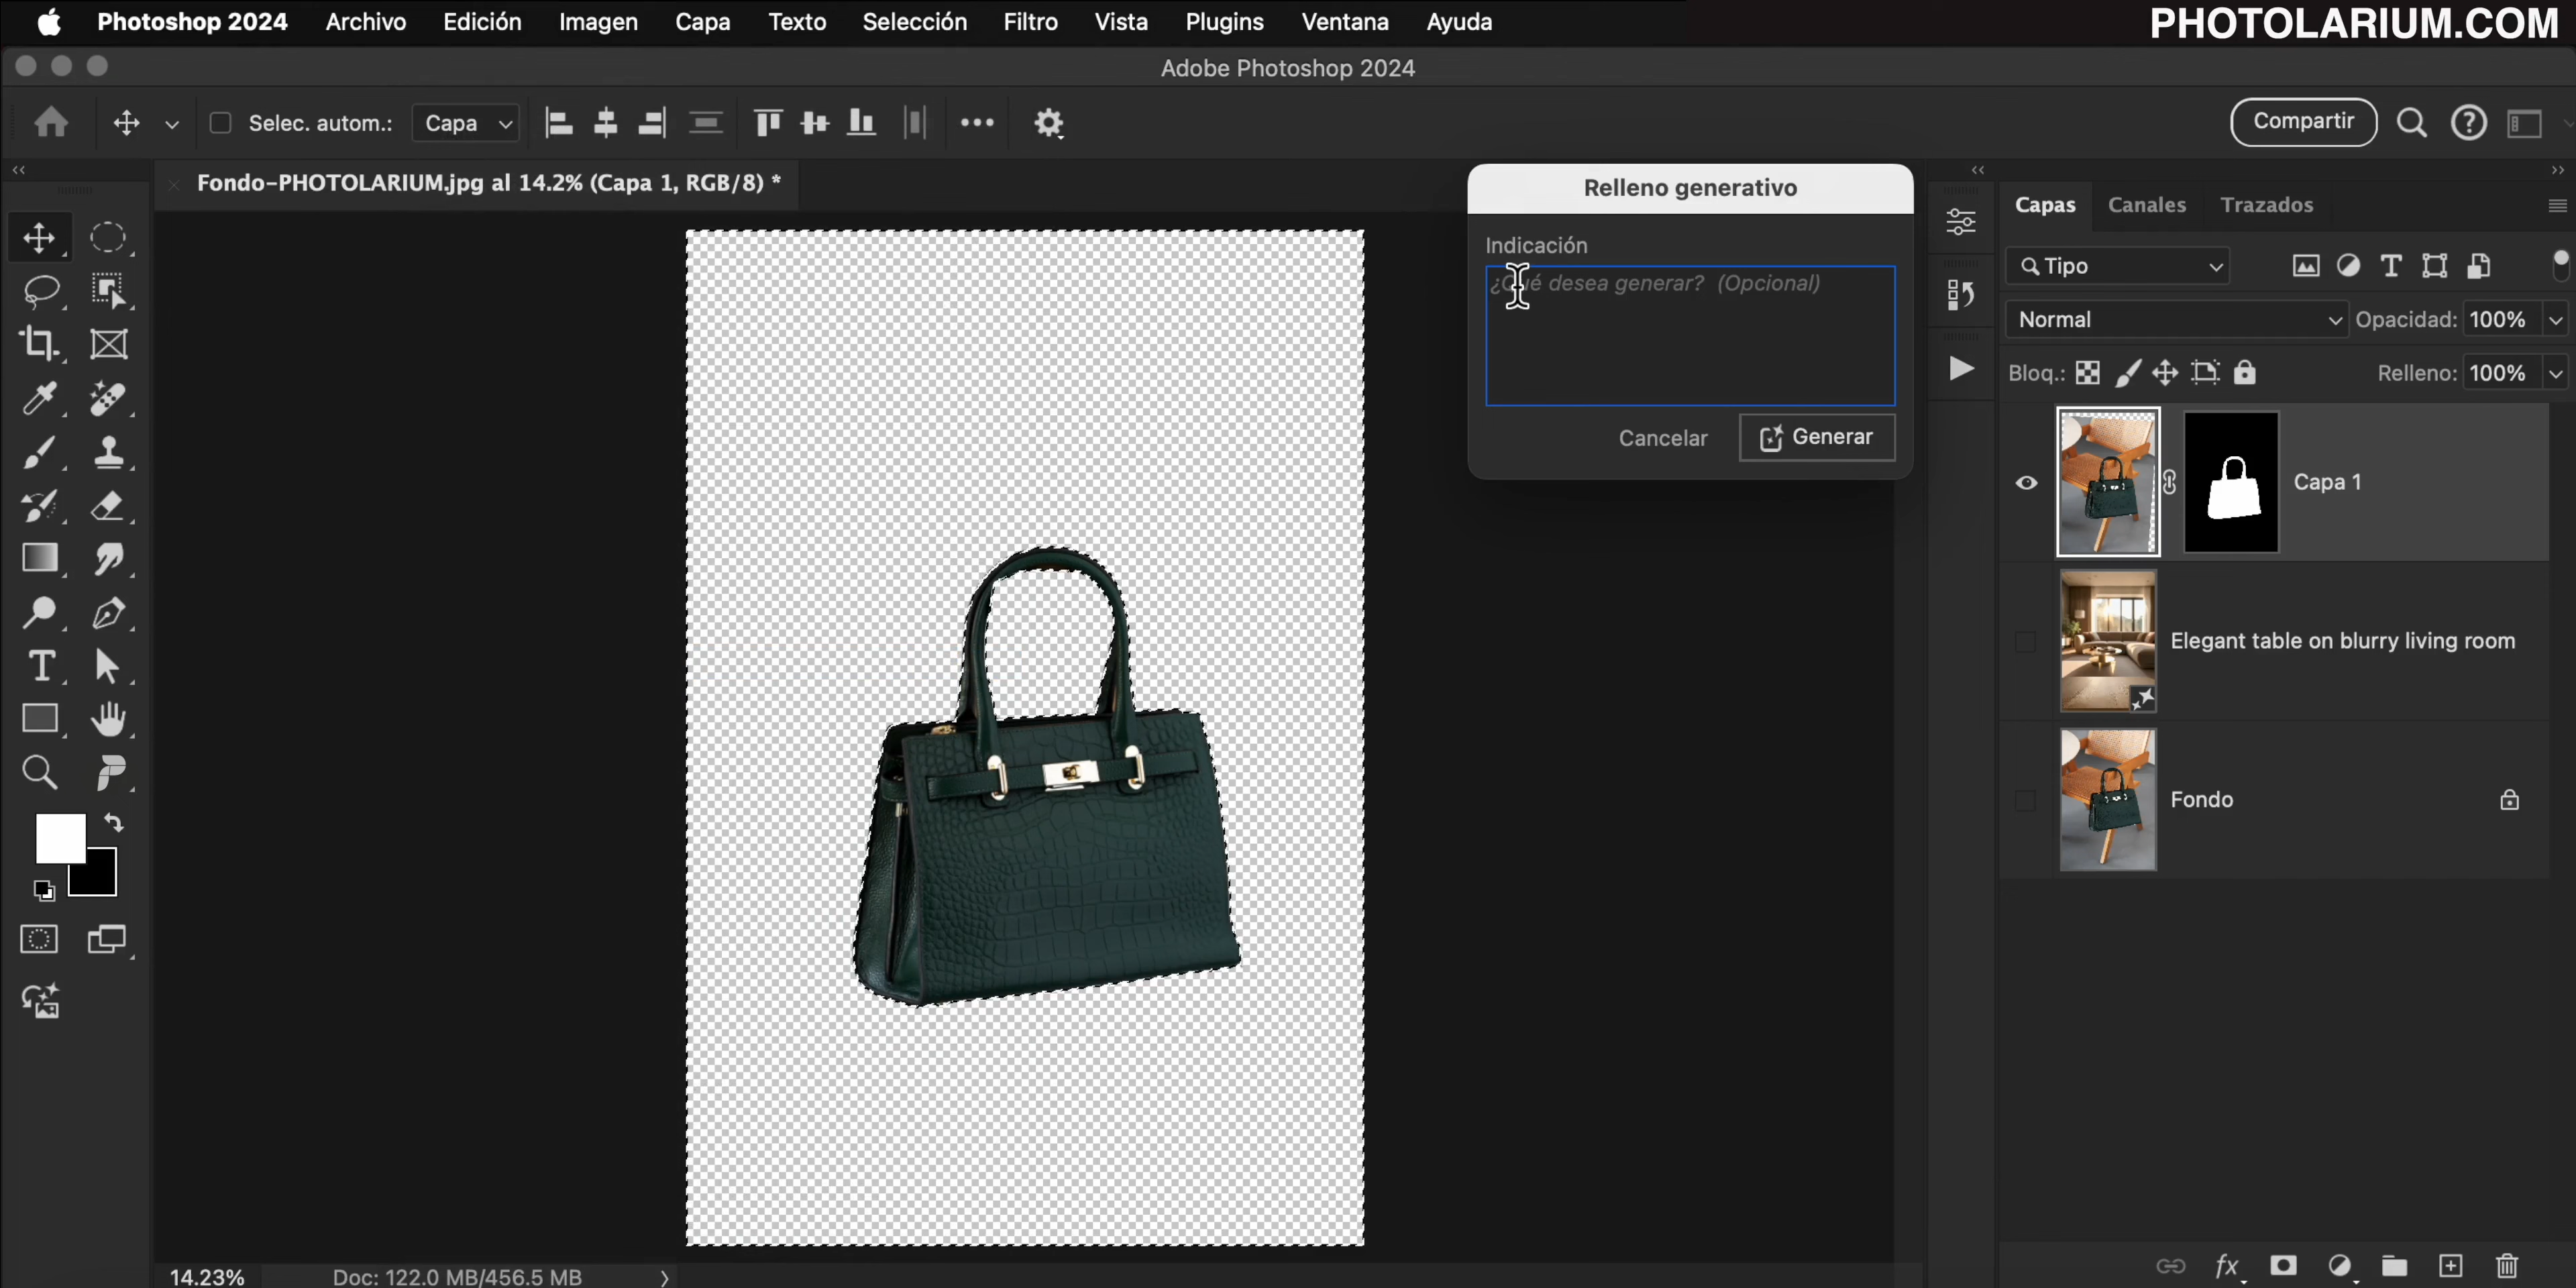 Photoshop 2024 Archivo Edición Imagen Capa Texto Selección Filtro Vista Plugins Ventana Ayuda
PHOTOLARIUM.COM
Adobe Photoshop 2024
Selec. autom.: Capa
Compartir
Fondo-PHOTOLARIUM.jpg al 14.2% (Capa 1, RGB/8) *
Relleno generativo
Indicación
¿Qué desea generar? (Opcional)
Cancelar Generar
Capas Canales Trazados
Tipo
Normal Opacidad: 100%
Bloq.: Relleno: 100%
Capa 1
Elegant table on blurry living room
Fondo
14.23% Doc: 122.0 MB/456.5 MB
fx